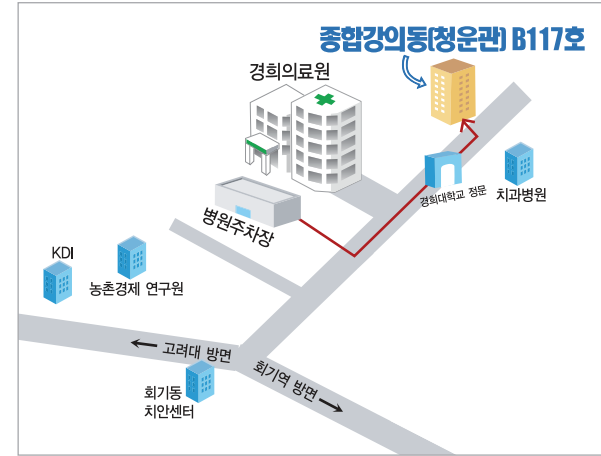 종합강의동(청운관) B117호
경희의료원
경희대학교 정문
치과병원
병원주차장
KDI
농촌경제 연구원
고려대 방면
회기역 방면
회기동
치안센터